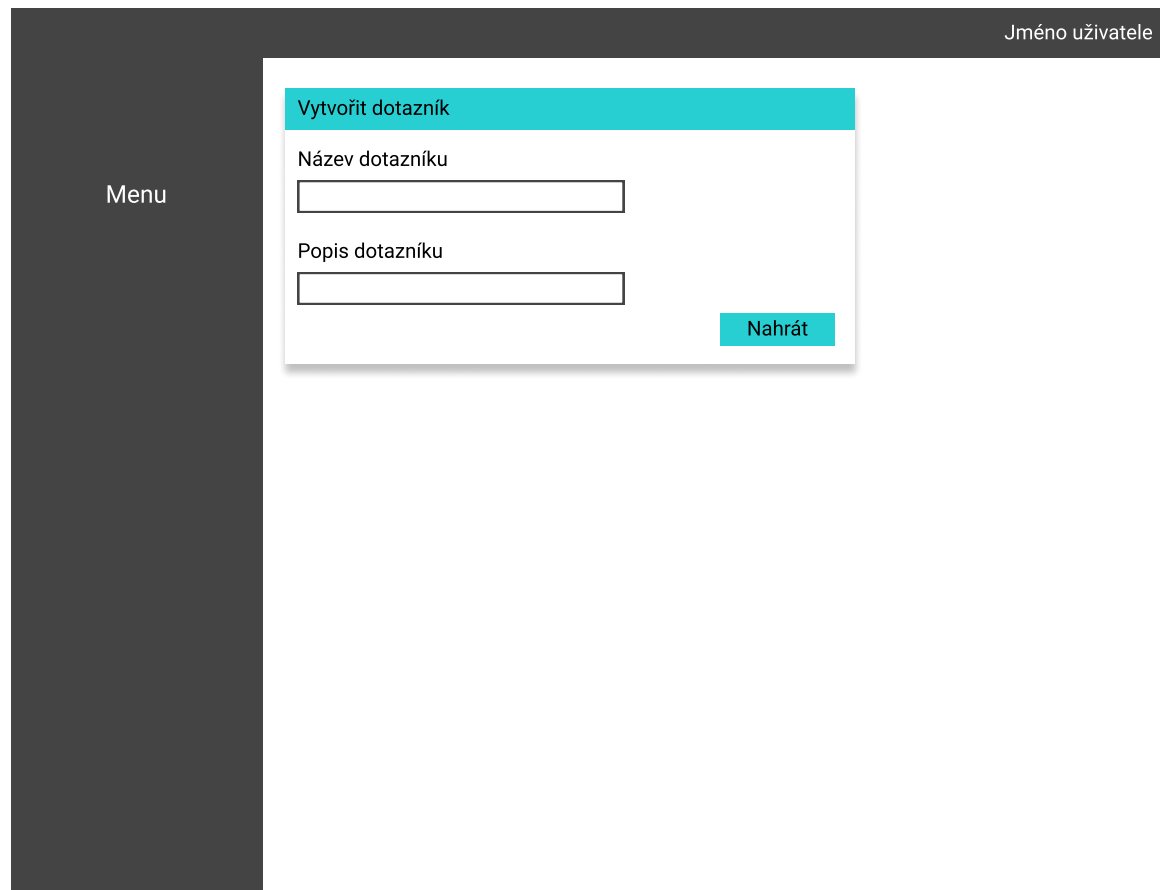 Jméno uživatele
Menu
Vytvořit dotazník
Název dotazníku
Popis dotazníku
Nahrát